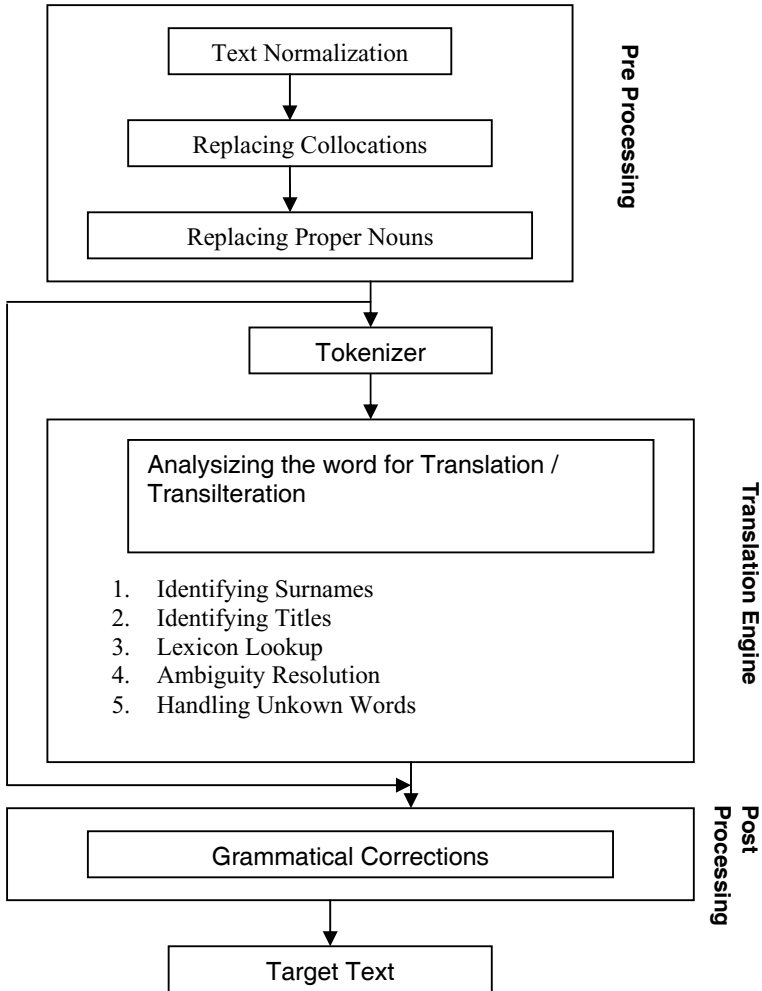 Text Normalization
Replacing Collocations
Replacing Proper Nouns
Pre Processing
Tokenizer
Analysizing the word for Translation /
Transilteration
1. Identifying Surnames
2. Identifying Titles
3. Lexicon Lookup
4. Ambiguity Resolution
5. Handling Unkown Words
Translation Engine
Grammatical Corrections
Post
Processing
Target Text